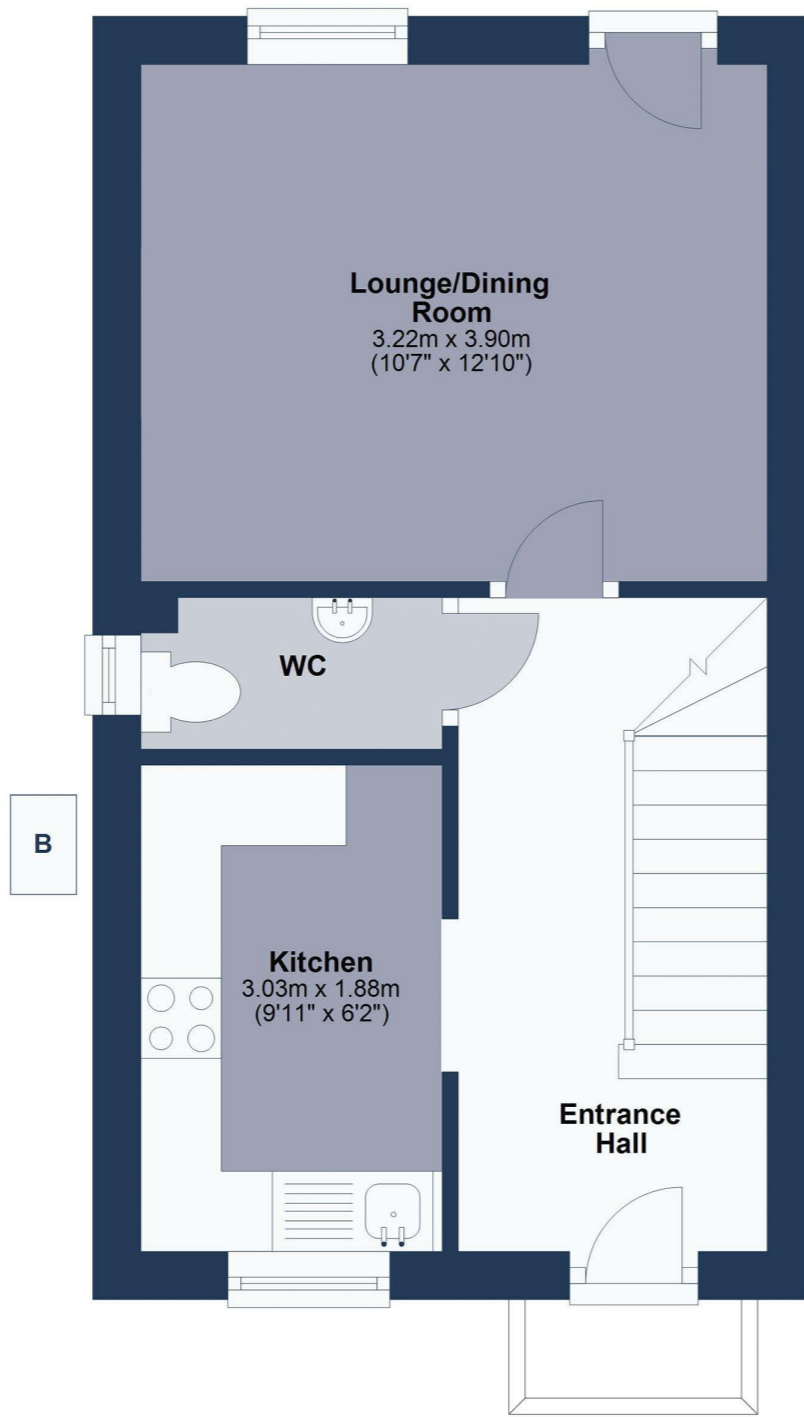 Lounge/Dining
Room
3.22m x 3.90m
(10'7" x 12'10")
WC
B
Kitchen
3.03m x 1.88m
(9'11" x 6'2")
Entrance
Hall